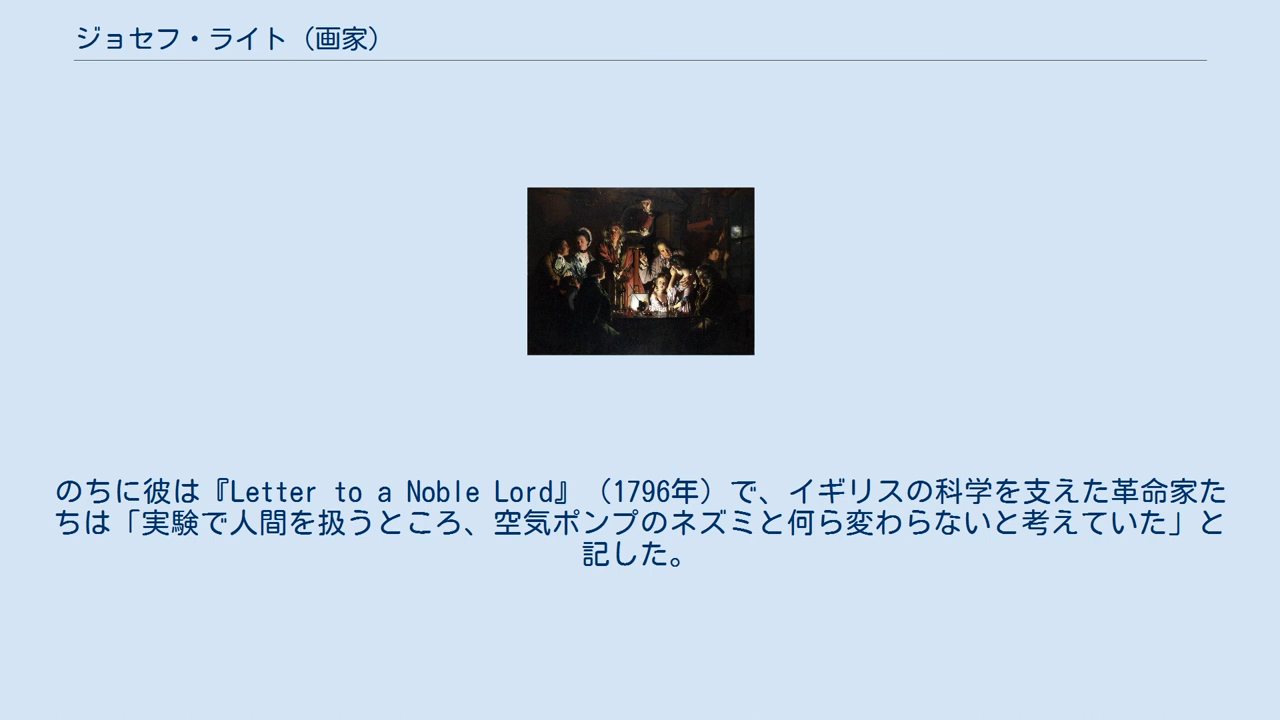 ジョセフ・ライト（画家）
のちに彼は『Letter to a Noble Lord』（1796年）で、イギリスの科学を支えた革命家た
ちは「実験で人間を扱うところ、空気ポンプのネズミと何ら変わらないと考えていた」と
記した。